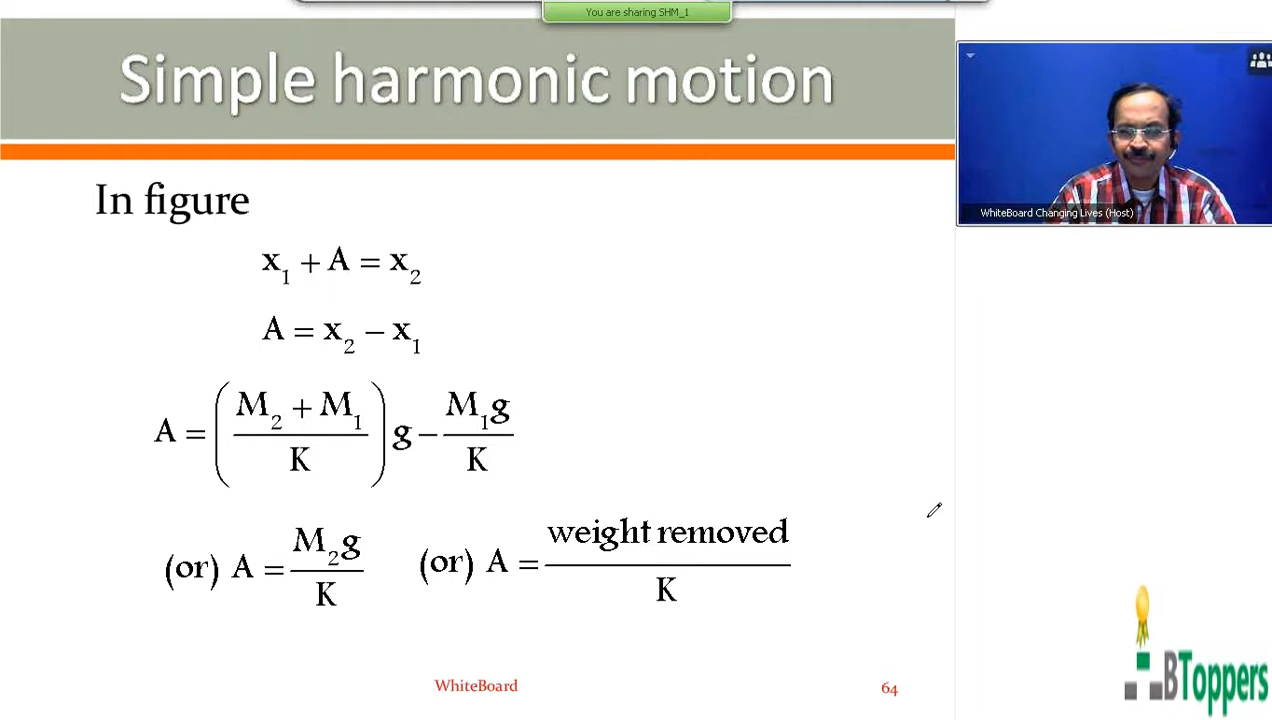 You are sharing SHM_1
Simple harmonic motion
WhiteBoard Changing Lives (Host)
In figure
x₁ + A = x₂
A = x₂ − x₁
A = ((M₂ + M₁)/K) g − M₁g/K
(or) A = M₂g/K (or) A = weight removed/K
WhiteBoard 64
BToppers